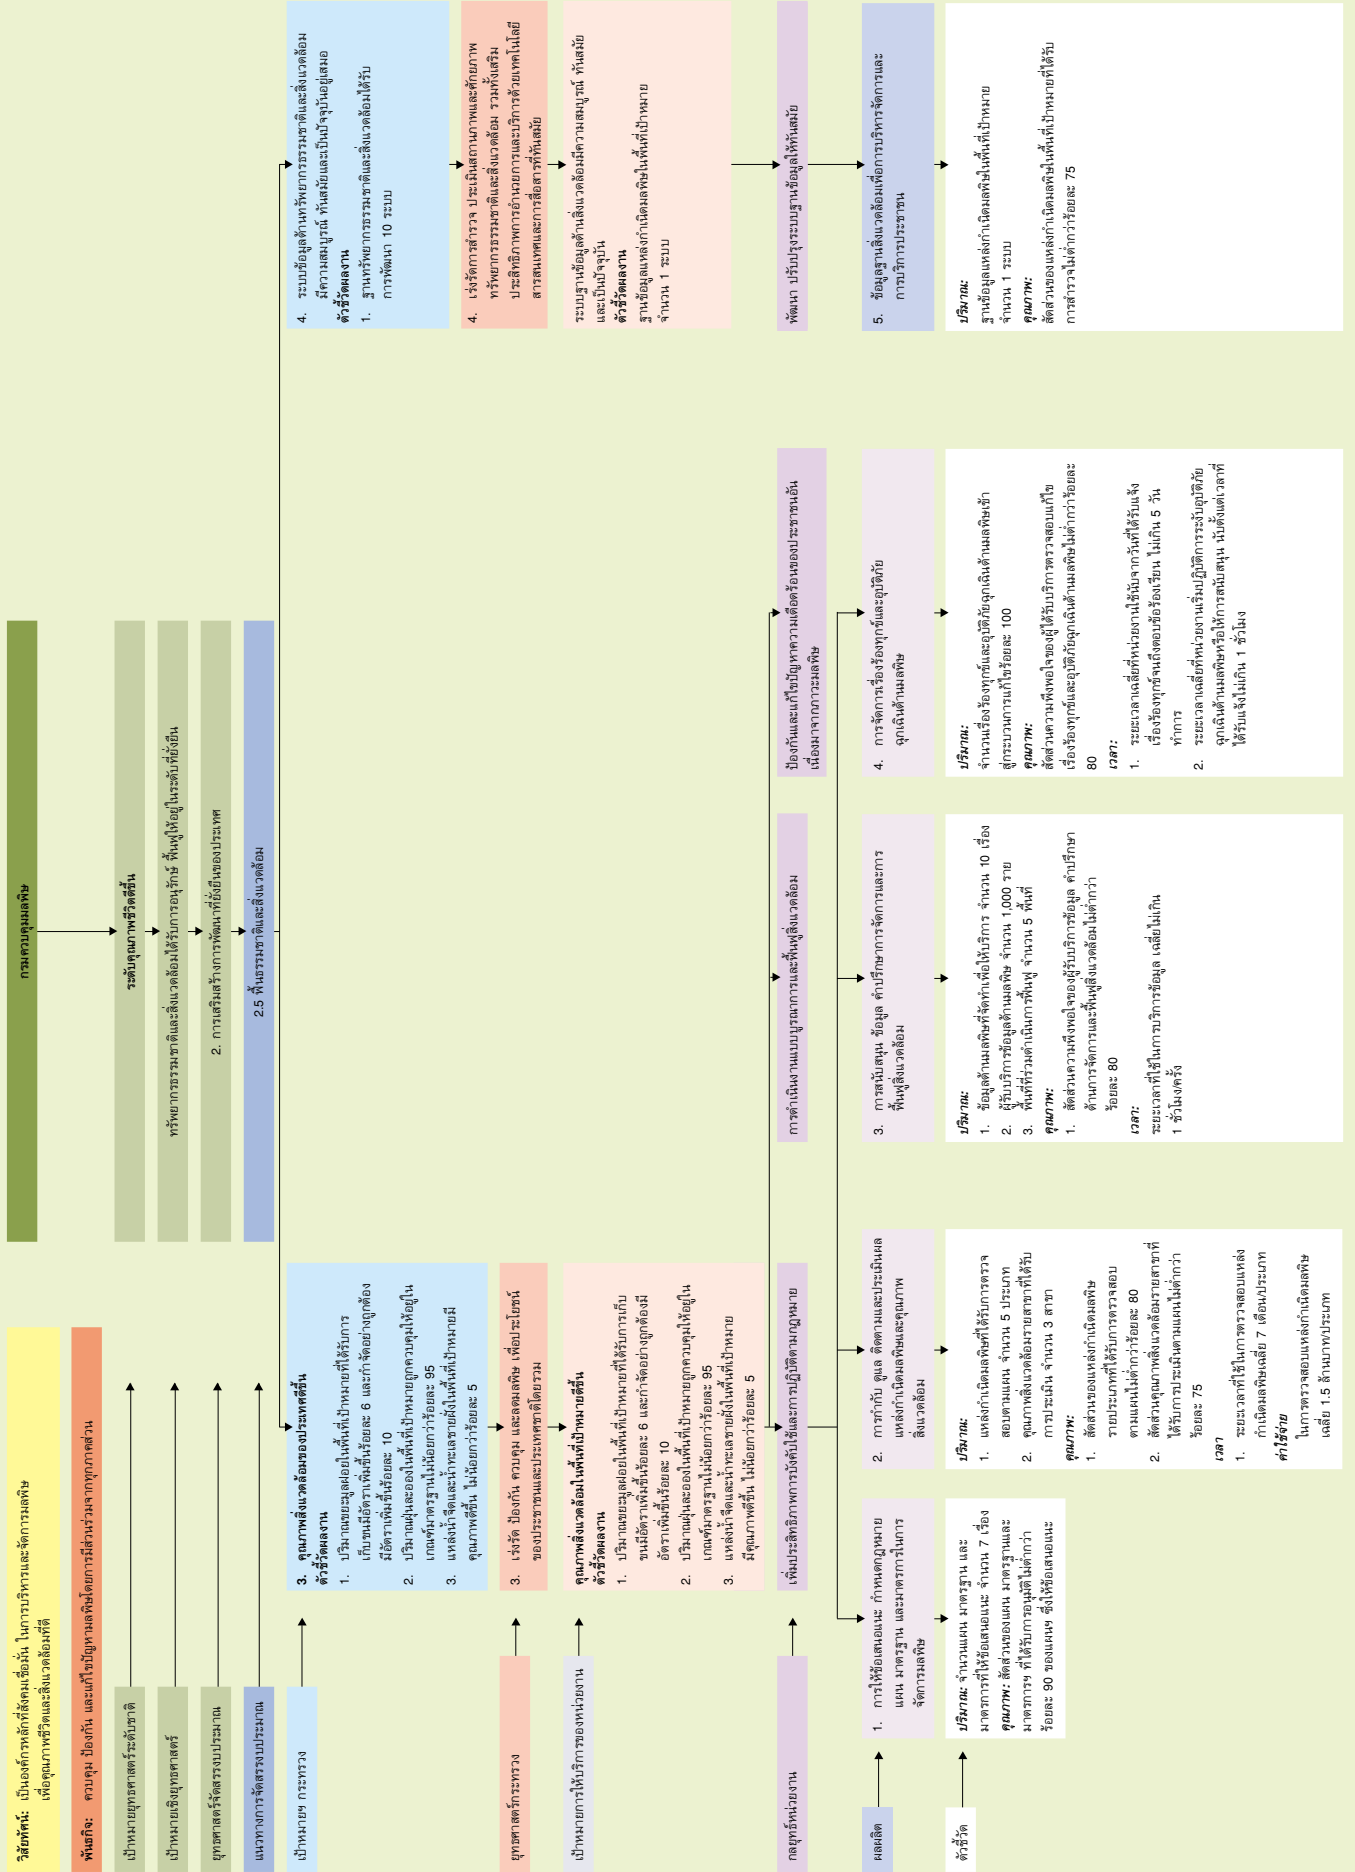 กรมควบคุมมลพิษ
วิสัยทัศน์: เป็นองค์กรหลักที่สังคมเชื่อมั่น ในการบริหารและจัดการมลพิษ
เพื่อคุณภาพชีวิตและสิ่งแวดล้อมที่ดี
พันธกิจ: ควบคุม ป้องกัน และแก้ไขปัญหามลพิษโดยการมีส่วนร่วมจากทุกภาคส่วน
เป้าหมายยุทธศาสตร์ระดับชาติ
ระดับคุณภาพชีวิตดีขึ้น
เป้าหมายเชิงยุทธศาสตร์
ทรัพยากรธรรมชาติและสิ่งแวดล้อมได้รับการอนุรักษ์ ฟื้นฟูให้อยู่ในระดับที่ยั่งยืน
ยุทธศาสตร์จัดสรรงบประมาณ
2. การเสริมสร้างการพัฒนาที่ยั่งยืนของประเทศ
แนวทางการจัดสรรงบประมาณ
2.5 ฟื้นธรรมชาติและสิ่งแวดล้อม
เป้าหมายฯ กระทรวง
3. คุณภาพสิ่งแวดล้อมของประเทศดีขึ้น
ตัวชี้วัดผลงาน
1. ปริมาณขยะมูลฝอยในพื้นที่เป้าหมายที่ได้รับการ
เก็บขนมีอัตราเพิ่มขึ้นร้อยละ 6 และกำจัดอย่างถูกต้อง
มีอัตราเพิ่มขึ้นร้อยละ 10
2. ปริมาณฝุ่นละอองในพื้นที่เป้าหมายถูกควบคุมให้อยู่ใน
เกณฑ์มาตรฐานไม่น้อยกว่าร้อยละ 95
3. แหล่งน้ำจืดและน้ำทะเลชายฝั่งในพื้นที่เป้าหมายมี
คุณภาพดีขึ้น ไม่น้อยกว่าร้อยละ 5
4. ระบบข้อมูลด้านทรัพยากรธรรมชาติและสิ่งแวดล้อม
มีความสมบูรณ์ ทันสมัยและเป็นปัจจุบันอยู่เสมอ
ตัวชี้วัดผลงาน
1. ฐานทรัพยากรธรรมชาติและสิ่งแวดล้อมได้รับ
การพัฒนา 10 ระบบ
ยุทธศาสตร์กระทรวง
3. เร่งรัด ป้องกัน ควบคุม และลดมลพิษ เพื่อประโยชน์
ของประชาชนและประเทศชาติโดยรวม
4. เร่งรัดการสำรวจ ประเมินสถานภาพและศักยภาพ
ทรัพยากรธรรมชาติและสิ่งแวดล้อม รวมทั้งเสริม
ประสิทธิภาพการอำนวยการและบริการด้วยเทคโนโลยี
สารสนเทศและการสื่อสารที่ทันสมัย
เป้าหมายการให้บริการของหน่วยงาน
คุณภาพสิ่งแวดล้อมในพื้นที่เป้าหมายดีขึ้น
ตัวชี้วัดผลงาน
1. ปริมาณขยะมูลฝอยในพื้นที่เป้าหมายที่ได้รับการเก็บ
ขนมีอัตราเพิ่มขึ้นร้อยละ 6 และกำจัดอย่างถูกต้องมี
อัตราเพิ่มขึ้นร้อยละ 10
2. ปริมาณฝุ่นละอองในพื้นที่เป้าหมายถูกควบคุมให้อยู่ใน
เกณฑ์มาตรฐานไม่น้อยกว่าร้อยละ 95
3. แหล่งน้ำจืดและน้ำทะเลชายฝั่งในพื้นที่เป้าหมาย
มีคุณภาพดีขึ้น ไม่น้อยกว่าร้อยละ 5
ระบบฐานข้อมูลด้านสิ่งแวดล้อมมีความสมบูรณ์ ทันสมัย
และเป็นปัจจุบัน
ตัวชี้วัดผลงาน
ฐานข้อมูลแหล่งกำเนิดมลพิษในพื้นที่เป้าหมาย
จำนวน 1 ระบบ
กลยุทธ์หน่วยงาน
เพิ่มประสิทธิภาพการบังคับใช้และการปฏิบัติตามกฎหมาย
การดำเนินงานแบบบูรณาการและฟื้นฟูสิ่งแวดล้อม
ป้องกันและแก้ไขปัญหาความเดือดร้อนของประชาชนอัน
เนื่องมาจากภาวะมลพิษ
พัฒนา ปรับปรุงระบบฐานข้อมูลให้ทันสมัย
ผลผลิต
1. การให้ข้อเสนอแนะ กำหนดกฎหมาย
แผน มาตรฐาน และมาตรการในการ
จัดการมลพิษ
2. การกำกับ ดูแล ติดตามและประเมินผล
แหล่งกำเนิดมลพิษและคุณภาพ
สิ่งแวดล้อม
3. การสนับสนุน ข้อมูล คำปรึกษาการจัดการและการ
ฟื้นฟูสิ่งแวดล้อม
4. การจัดการเรื่องร้องทุกข์และอุบัติภัย
ฉุกเฉินด้านมลพิษ
5. ข้อมูลฐานสิ่งแวดล้อมเพื่อการบริหารจัดการและ
การบริการประชาชน
ตัวชี้วัด
ปริมาณ: จำนวนแผน มาตรฐาน และ
มาตรการที่ให้ข้อเสนอแนะ จำนวน 7 เรื่อง
คุณภาพ: สัดส่วนของแผน มาตรฐานและ
มาตรการฯ ที่ได้รับการอนุมัติไม่ต่ำกว่า
ร้อยละ 90 ของแผนฯ ซึ่งให้ข้อเสนอแนะ
ปริมาณ:
1. แหล่งกำเนิดมลพิษที่ได้รับการตรวจ
สอบตามแผน จำนวน 5 ประเภท
2. คุณภาพสิ่งแวดล้อมรายสาขาที่ได้รับ
การประเมิน จำนวน 3 สาขา
คุณภาพ:
1. สัดส่วนของแหล่งกำเนิดมลพิษ
รายประเภทที่ได้รับการตรวจสอบ
ตามแผนไม่ต่ำกว่าร้อยละ 80
2. สัดส่วนคุณภาพสิ่งแวดล้อมรายสาขาที่
ได้รับการประเมินตามแผนไม่ต่ำกว่า
ร้อยละ 75
เวลา
1. ระยะเวลาที่ใช้ในการตรวจสอบแหล่ง
กำเนิดมลพิษเฉลี่ย 7 เดือน/ประเภท
ค่าใช้จ่าย
ในการตรวจสอบแหล่งกำเนิดมลพิษ
เฉลี่ย 1.5 ล้านบาท/ประเภท
ปริมาณ:
1. ข้อมูลด้านมลพิษที่จัดทำเพื่อให้บริการ จำนวน 10 เรื่อง
2. ผู้รับบริการข้อมูลด้านมลพิษ จำนวน 1,000 ราย
3. พื้นที่ที่ร่วมดำเนินการฟื้นฟู จำนวน 5 พื้นที่
คุณภาพ:
1. สัดส่วนความพึงพอใจของผู้รับบริการข้อมูล คำปรึกษา
ด้านการจัดการและฟื้นฟูสิ่งแวดล้อมไม่ต่ำกว่า
ร้อยละ 80
เวลา:
ระยะเวลาที่ใช้ในการบริการข้อมูล เฉลี่ยไม่เกิน
1 ชั่วโมง/ครั้ง
ปริมาณ:
จำนวนเรื่องร้องทุกข์และอุบัติภัยฉุกเฉินด้านมลพิษเข้า
สู่กระบวนการแก้ไขร้อยละ 100
คุณภาพ:
สัดส่วนความพึงพอใจของผู้ได้รับบริการตรวจสอบแก้ไข
เรื่องร้องทุกข์และอุบัติภัยฉุกเฉินด้านมลพิษไม่ต่ำกว่าร้อยละ
80
เวลา:
1. ระยะเวลาเฉลี่ยที่หน่วยงานใช้นับจากวันที่ได้รับแจ้ง
เรื่องร้องทุกข์จนถึงตอบข้อร้องเรียน ไม่เกิน 5 วัน
ทำการ
2. ระยะเวลาเฉลี่ยที่หน่วยงานเริ่มปฏิบัติการระงับอุบัติภัย
ฉุกเฉินด้านมลพิษหรือให้การสนับสนุน นับตั้งแต่เวลาที่
ได้รับแจ้งไม่เกิน 1 ชั่วโมง
ปริมาณ:
ฐานข้อมูลแหล่งกำเนิดมลพิษในพื้นที่เป้าหมาย
จำนวน 1 ระบบ
คุณภาพ:
สัดส่วนของแหล่งกำเนิดมลพิษในพื้นที่เป้าหมายที่ได้รับ
การสำรวจไม่ต่ำกว่าร้อยละ 75